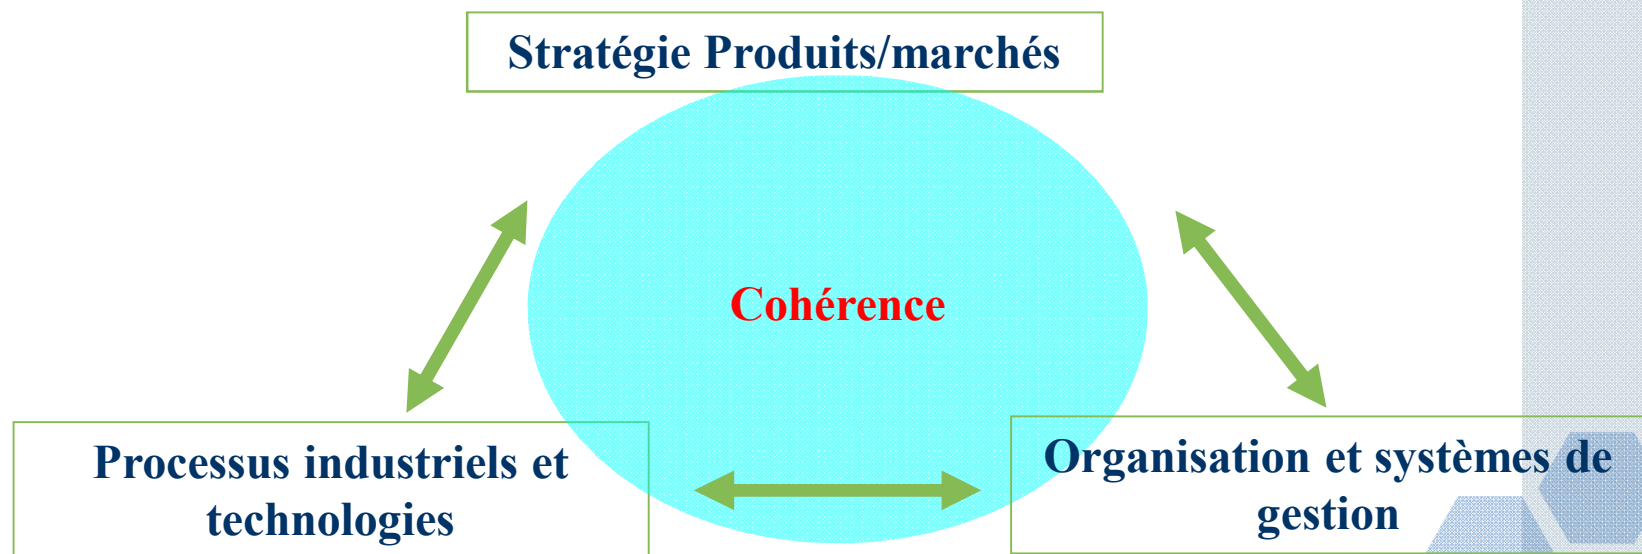 Stratégie Produits/marchés
Cohérence
Processus industriels et
technologies
Organisation et systèmes de
gestion